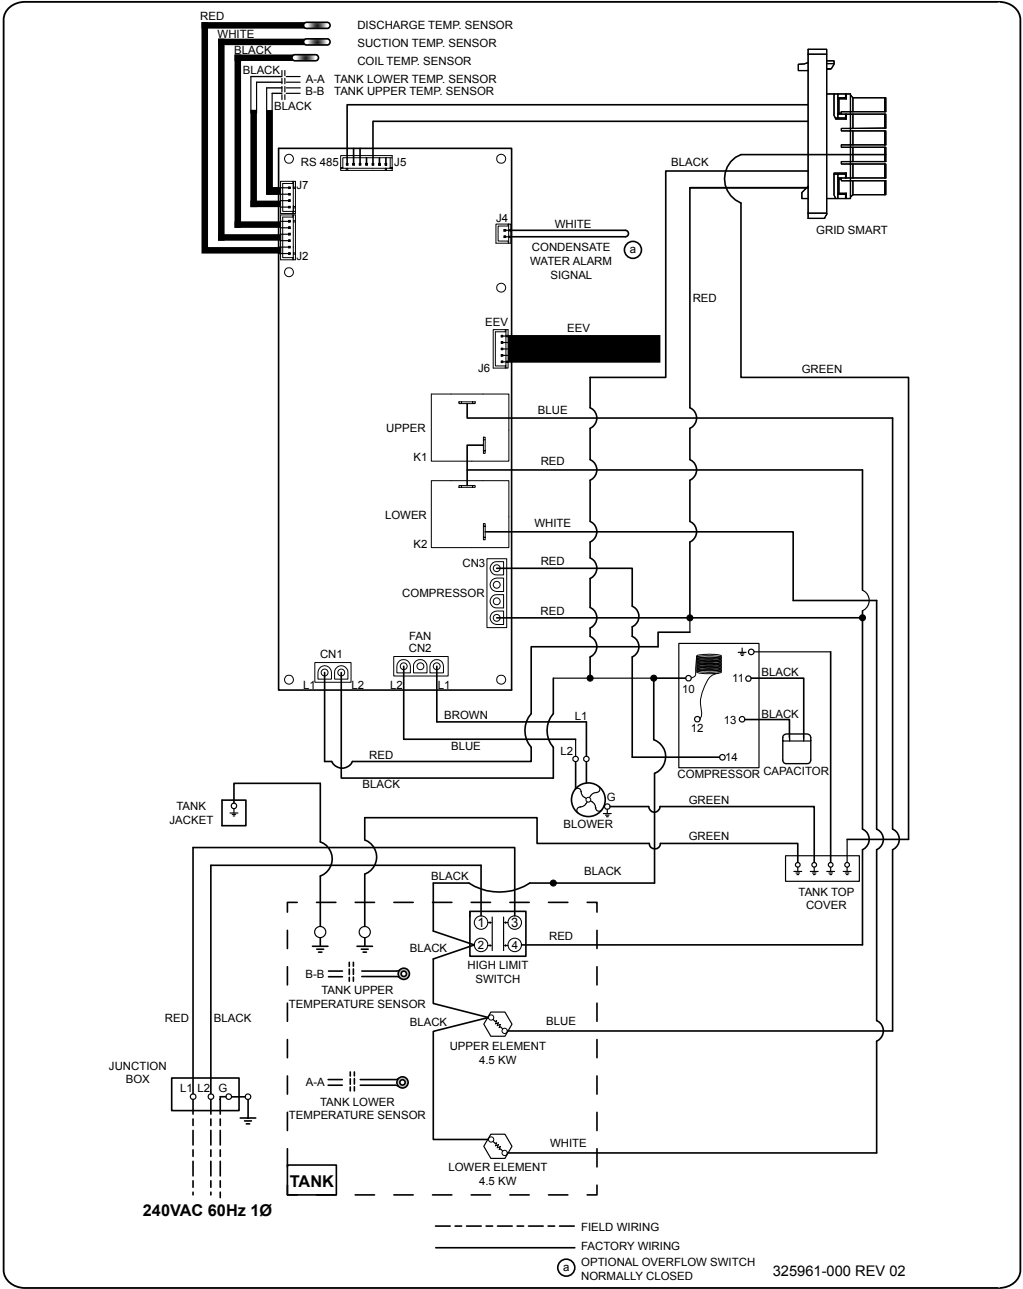 RED
DISCHARGE TEMP. SENSOR
WHITE
SUCTION TEMP. SENSOR
BLACK
COIL TEMP. SENSOR
BLACK
A-A TANK LOWER TEMP. SENSOR
B-B TANK UPPER TEMP. SENSOR
BLACK
RS 485
J5
BLACK
J7
J4
WHITE
GRID SMART
CONDENSATE
WATER ALARM
SIGNAL
a
J2
RED
EEV
EEV
J6
GREEN
BLUE
UPPER
K1
RED
LOWER
WHITE
K2
CN3
RED
COMPRESSOR
RED
FAN
CN2
CN1
L1
L2
L2
L1
BLACK
11
10
BROWN
L1
12
13
BLACK
BLUE
L2
RED
14
COMPRESSOR
CAPACITOR
BLACK
TANK
JACKET
G
GREEN
BLOWER
GREEN
BLACK
BLACK
TANK TOP
COVER
1
3
2
4
RED
BLACK
HIGH LIMIT
SWITCH
B-B
TANK UPPER
TEMPERATURE SENSOR
RED
BLACK
BLACK
BLUE
UPPER ELEMENT
4.5 KW
JUNCTION
BOX
L1
L2
G
A-A
TANK LOWER
TEMPERATURE SENSOR
WHITE
LOWER ELEMENT
4.5 KW
TANK
240VAC 60Hz 1Ø
FIELD WIRING
FACTORY WIRING
a
OPTIONAL OVERFLOW SWITCH
NORMALLY CLOSED
325961-000 REV 02